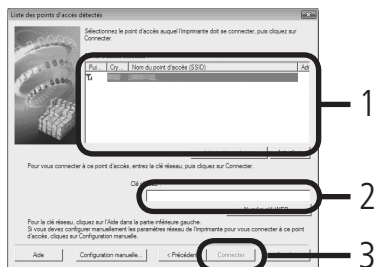 Liste des points d'accès détectés
Sélectionnez le point d'accès auquel l'imprimante doit se connecter, puis cliquez sur
Connecter.
Pui... Cry... Nom du point d'accès (SSID) Adr
1
Pour vous connecter à ce point d'accès, entrez la clé réseau, puis cliquez sur Connecter.
Clé
2
Pour la clé réseau, cliquez sur l'Aide dans la partie inférieure gauche.
Si vous devez configurer manuellement les paramètres réseau de l'imprimante pour vous connecter à ce point
d'accès, cliquez sur Configuration manuelle.
Aide Configuration manuelle... < Précédent Connecter
3